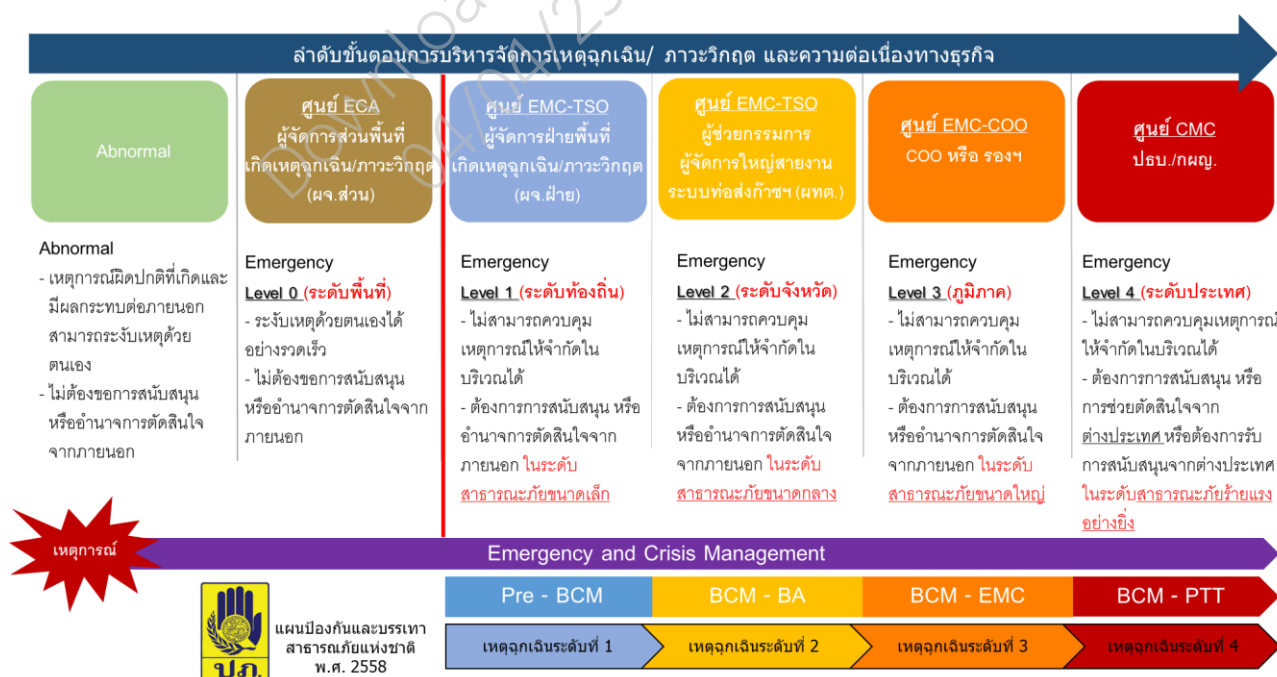 ลำดับขั้นตอนการบริหารจัดการเหตุฉุกเฉิน/ ภาวะวิกฤต และความต่อเนื่องทางธุรกิจ
Abnormal
ศูนย์ ECA
ผู้จัดการส่วนพื้นที่
เกิดเหตุฉุกเฉิน/ภาวะวิกฤต
(ผจ.ส่วน)
ศูนย์ EMC-TSO
ผู้จัดการฝ่ายพื้นที่
เกิดเหตุฉุกเฉิน/ภาวะวิกฤต
(ผจ.ฝ่าย)
ศูนย์ EMC-TSO
ผู้ช่วยกรรมการ
ผู้จัดการใหญ่สายงาน
ระบบท่อส่งก๊าซฯ (ผทต.)
ศูนย์ EMC-COO
COO หรือ รองฯ
ศูนย์ CMC
ปธบ./กผญ.
Abnormal
- เหตุการณ์ผิดปกติที่เกิดและ
มีผลกระทบต่อภายนอก
สามารถระงับเหตุด้วย
ตนเอง
- ไม่ต้องขอการสนับสนุน
หรืออำนาจการตัดสินใจ
จากภายนอก
Emergency
Level 0 (ระดับพื้นที่)
- ระงับเหตุด้วยตนเองได้
อย่างรวดเร็ว
- ไม่ต้องขอการสนับสนุน
หรืออำนาจการตัดสินใจจาก
ภายนอก
Emergency
Level 1 (ระดับท้องถิ่น)
- ไม่สามารถควบคุม
เหตุการณ์ให้จำกัดใน
บริเวณได้
- ต้องการการสนับสนุน หรือ
อำนาจการตัดสินใจจาก
ภายนอก ในระดับ
สาธารณะภัยขนาดเล็ก
Emergency
Level 2 (ระดับจังหวัด)
- ไม่สามารถควบคุม
เหตุการณ์ให้จำกัดใน
บริเวณได้
- ต้องการการสนับสนุน
หรืออำนาจการตัดสินใจ
จากภายนอก ในระดับ
สาธารณะภัยขนาดกลาง
Emergency
Level 3 (ภูมิภาค)
- ไม่สามารถควบคุม
เหตุการณ์ให้จำกัดใน
บริเวณได้
- ต้องการการสนับสนุน
หรืออำนาจการตัดสินใจ
จากภายนอก ในระดับ
สาธารณะภัยขนาดใหญ่
Emergency
Level 4 (ระดับประเทศ)
- ไม่สามารถควบคุมเหตุการณ์
ให้จำกัดในบริเวณได้
- ต้องการการสนับสนุน หรือ
การช่วยตัดสินใจจาก
ต่างประเทศ หรือต้องการรับ
การสนับสนุนจากต่างประเทศ
ในระดับสาธารณะภัยร้ายแรง
อย่างยิ่ง
เหตุการณ์
Emergency and Crisis Management
Pre - BCM
BCM - BA
BCM - EMC
BCM - PTT
ปภ.
แผนป้องกันและบรรเทา
สาธารณภัยแห่งชาติ
พ.ศ. 2558
เหตุฉุกเฉินระดับที่ 1
เหตุฉุกเฉินระดับที่ 2
เหตุฉุกเฉินระดับที่ 3
เหตุฉุกเฉินระดับที่ 4